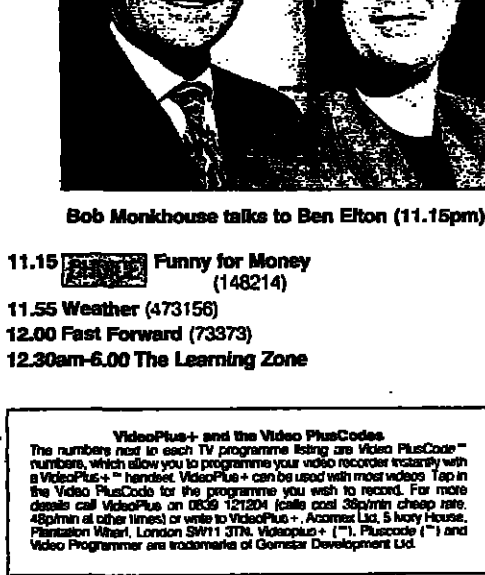 Bob Monkhouse talks to Ben Elton (11.15pm)
11.15 Funny for Money
(148214)
11.55 Weather (473156)
12.00 Fast Forward (73373)
12.30am-6.00 The Learning Zone
VideoPlus+ and the Video PlusCodes
The numbers next to each TV programme listing are Video PlusCode™
numbers, which allow you to programme your video recorder instantly with
a VideoPlus+™ handset. VideoPlus+ can be used with most videos. Tap in
the Video PlusCode for the programme you wish to record. For more
details call VideoPlus on 0839 121204 (calls cost 36p/min cheap rate,
48p/min at other times) or write to VideoPlus+, Acomex Ltd, 5 Ivory House,
Plantation Wharf, London SW11 3TN. Videoplus+ (™), Pluscode (™) and
Video Programmer are trademarks of Gemstar Development Ltd.